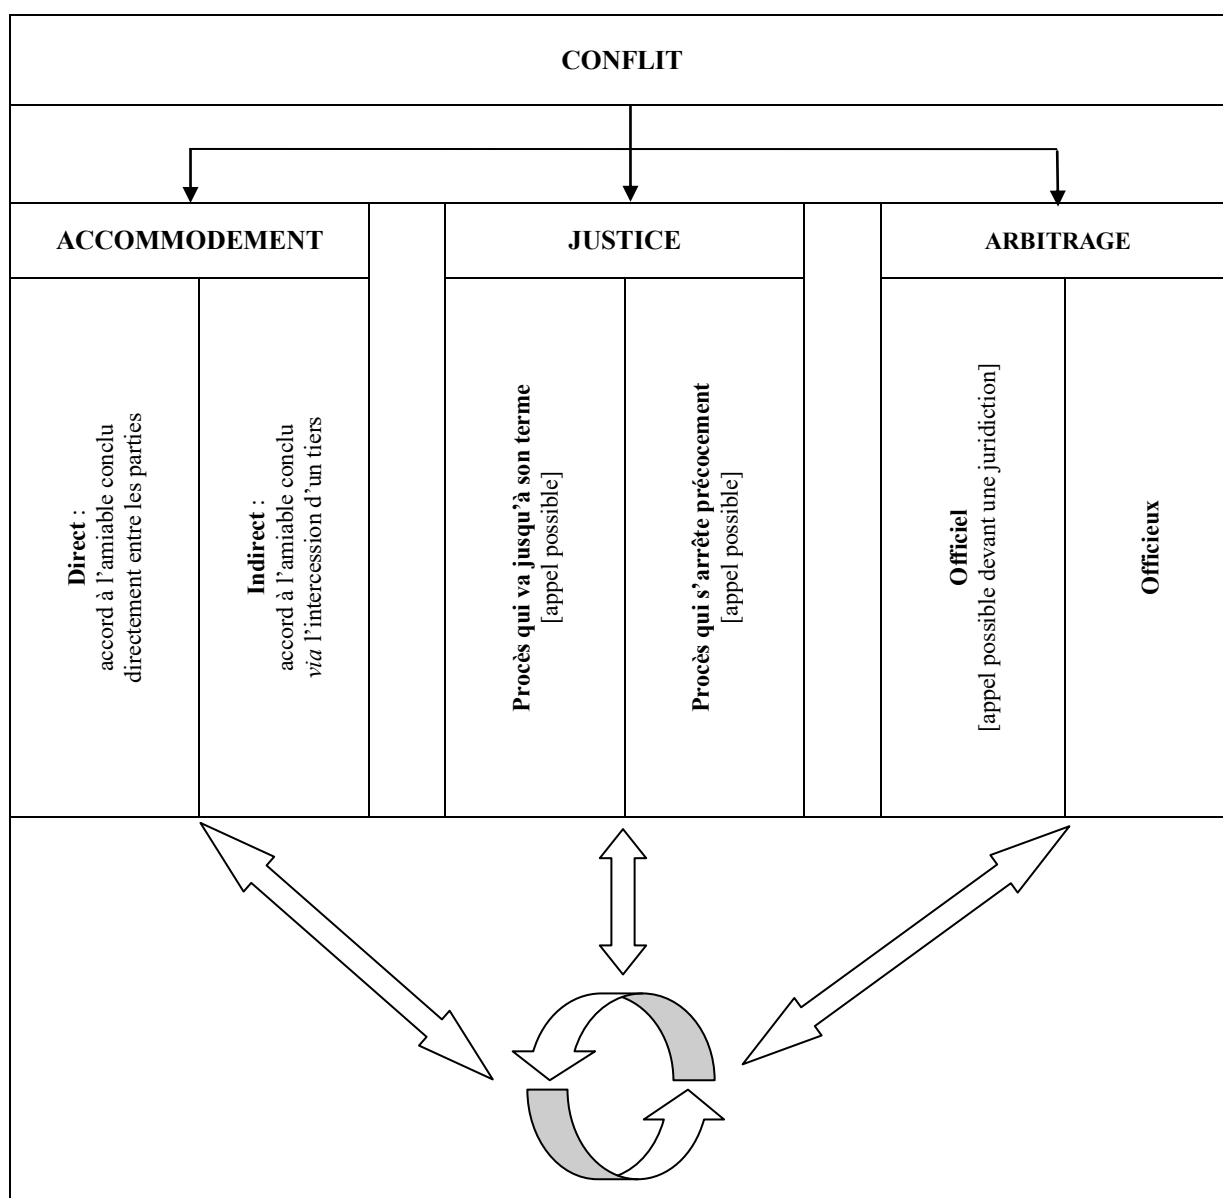 CONFLIT
ACCOMMODEMENT
JUSTICE
ARBITRAGE
Direct :
accord à l’amiable conclu
directement entre les parties
Indirect :
accord à l’amiable conclu
via l’intercession d’un tiers
Procès qui va jusqu’à son terme
[appel possible]
Procès qui s’arrête précocement
[appel possible]
Officiel
[appel possible devant une juridiction]
Officieux